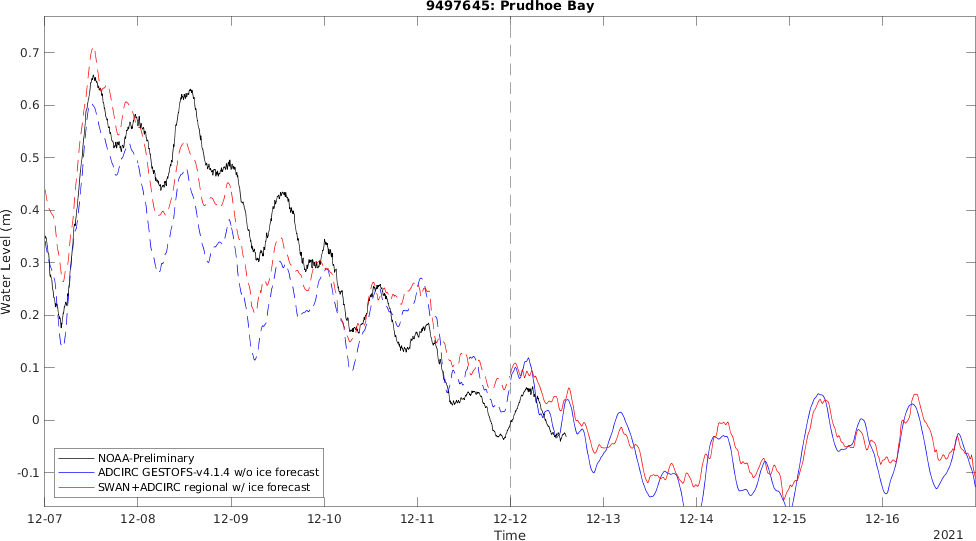 9497645: Prudhoe Bay
Water Level (m)
0.7
0.6
0.5
0.4
0.3
0.2
0.1
0
-0.1
NOAA-Preliminary
ADCIRC GESTOFS-v4.1.4 w/o ice forecast
SWAN+ADCIRC regional w/ ice forecast
12-07 12-08 12-09 12-10 12-11 12-12 12-13 12-14 12-15 12-16
Time
2021